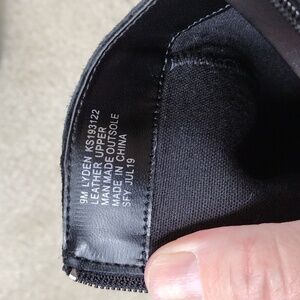 9M LYDEN KS193122
LEATHER UPPER
MAN MADE OUTSOLE
MADE IN CHINA
SFY JUL19